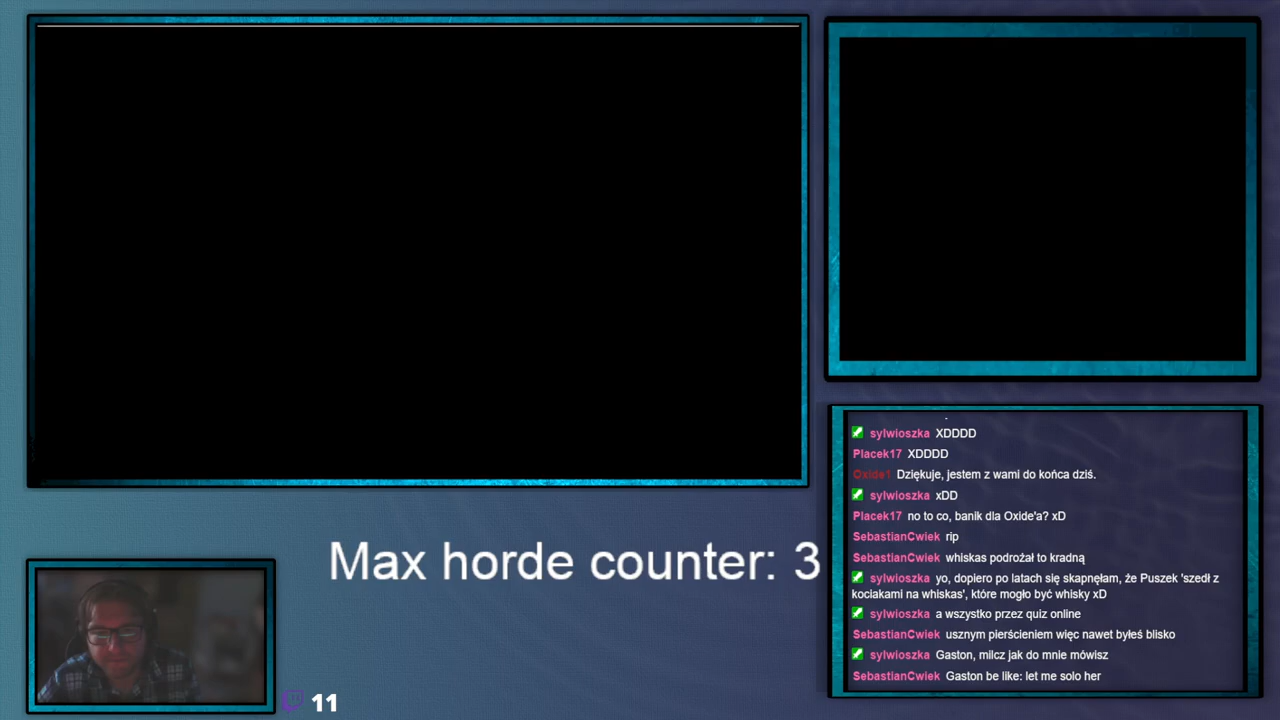 Max horde counter: 3
11
sylwioszka XDDDD
Placek17 XDDDD
Oxide1 Dziękuje, jestem z wami do końca dziś.
sylwioszka xDD
Placek17 no to co, banik dla Oxide'a? xD
SebastianCwiek rip
SebastianCwiek whiskas podrożał to kradną
sylwioszka yo, dopiero po latach się skapnęłam, że Puszek 'szedł z
kociakami na whiskas', które mogło być whisky xD
sylwioszka a wszystko przez quiz online
SebastianCwiek usznym pierścieniem więc nawet byłeś blisko
sylwioszka Gaston, milcz jak do mnie mówisz
SebastianCwiek Gaston be like: let me solo her